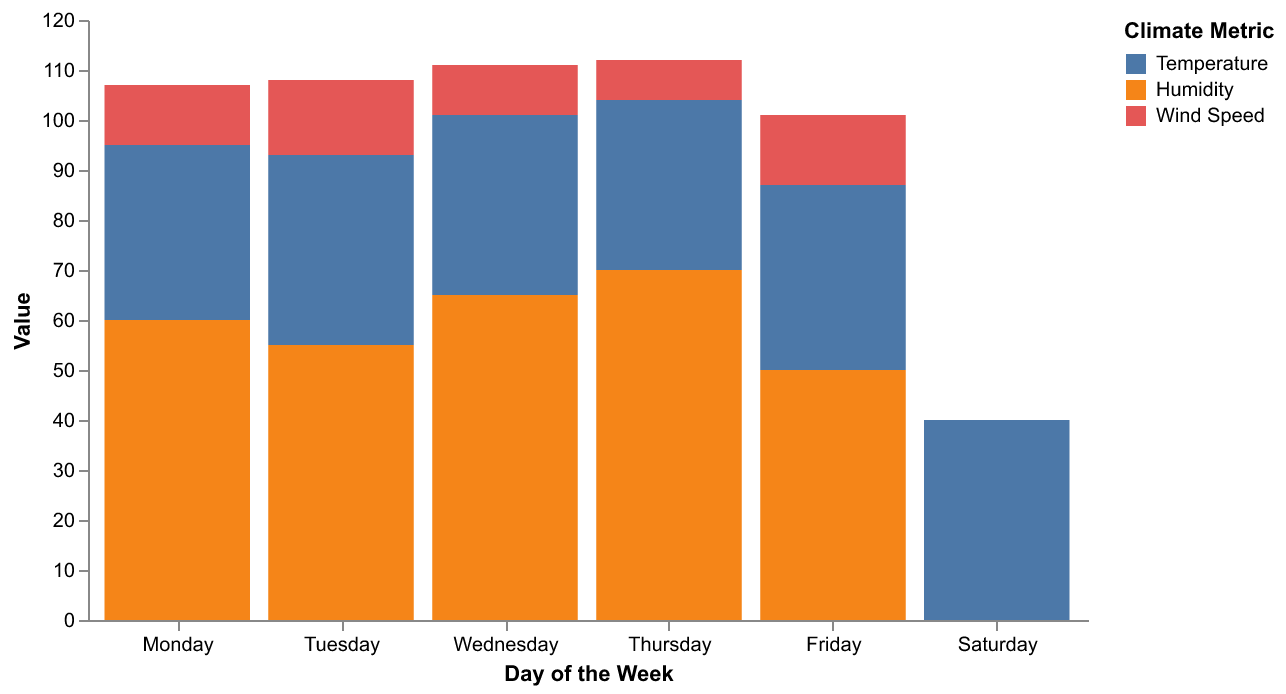 120
110
100
90
80
70
60
50
40
30
20
10
0
Value
Monday
Tuesday
Wednesday
Thursday
Friday
Saturday
Day of the Week
Climate Metric
Temperature
Humidity
Wind Speed